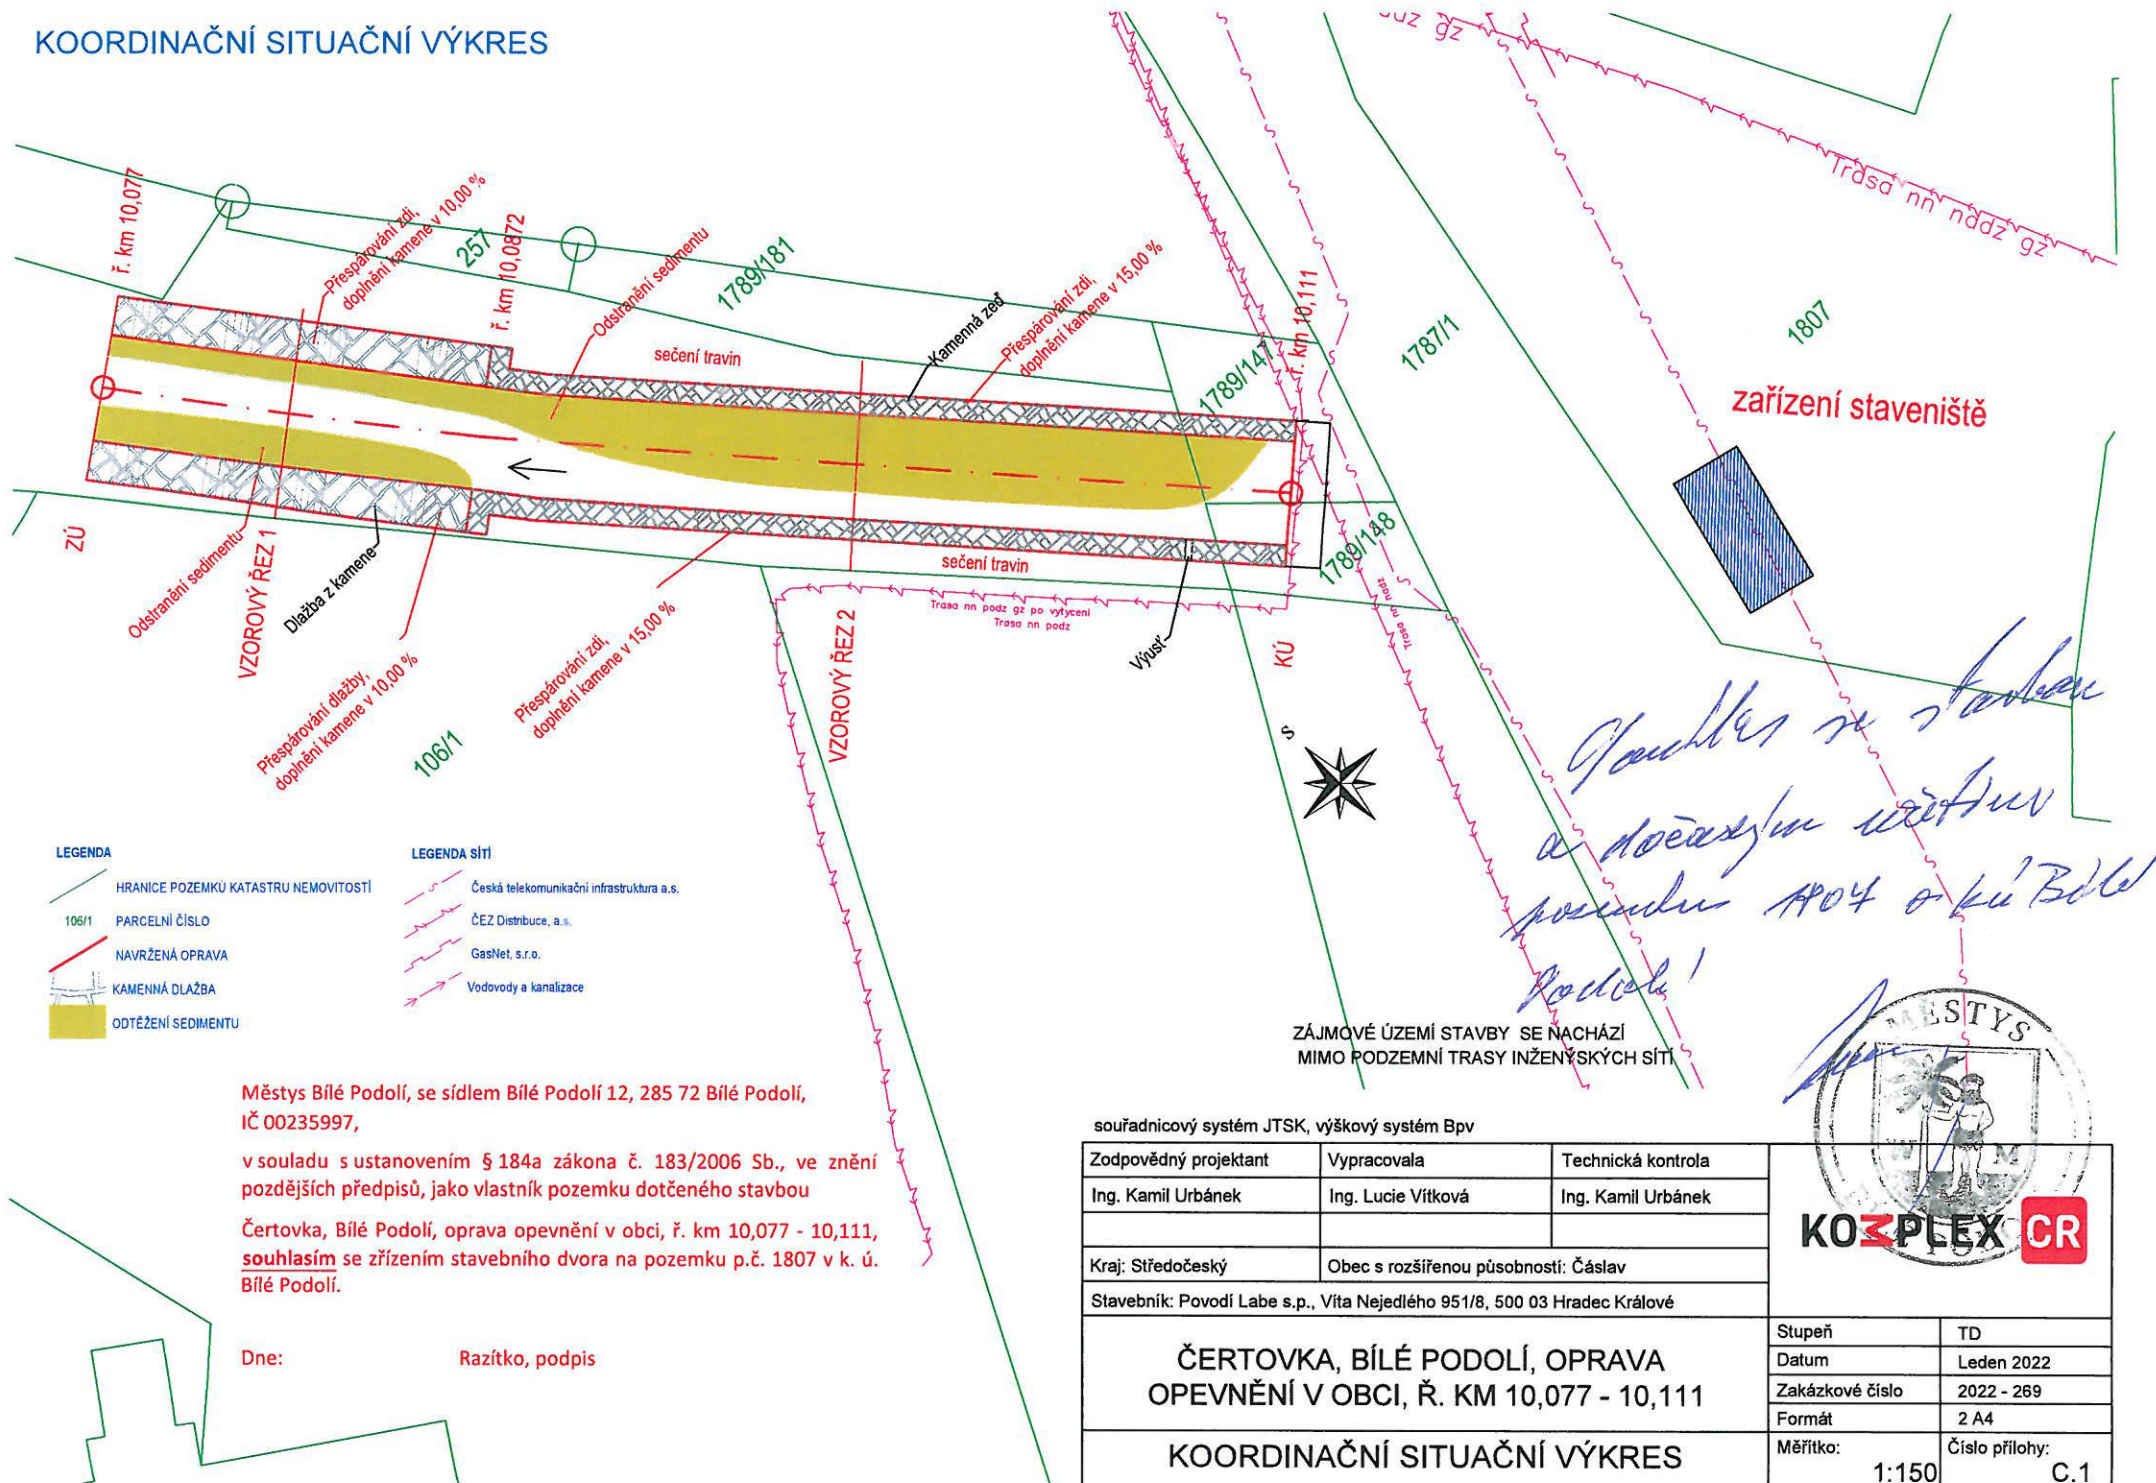 KOORDINAČNÍ SITUAČNÍ VÝKRES
ř. km 10,077
Přespárování zdi,
doplnění kamene v 10,00 %
257
ř. km 10,0872
Odstranění sedimentu
1789/181
sečení travin
Kamenná zeď
Přespárování zdi,
doplnění kamene v 15,00 %
1789/147
ř. km 10,111
1787/1
Trasa nn nadz gz
1807
zařízení staveniště
ZÚ
Odstranění sedimentu
VZOROVÝ ŘEZ 1
Dlažba z kamene
Přespárování dlažby,
doplnění kamene v 10,00 %
106/1
Přespárování zdi,
doplnění kamene v 15,00 %
VZOROVÝ ŘEZ 2
sečení travin
Trasa nn podz gz po vytyceni
Trasa nn podz
Výusť
KÚ
1789/148
Trasa nn nadz
S
LEGENDA
HRANICE POZEMKŮ KATASTRU NEMOVITOSTÍ
106/1 PARCELNÍ ČÍSLO
NAVRŽENÁ OPRAVA
KAMENNÁ DLAŽBA
ODTĚŽENÍ SEDIMENTU
LEGENDA SÍTÍ
Česká telekomunikační infrastruktura a.s.
ČEZ Distribuce, a.s.
GasNet, s.r.o.
Vodovody a kanalizace
Souhlas se stavbou
a dočasným
pozemku 1807 v kú Bílé
Podolí
MĚSTYS
W M
ZÁJMOVÉ ÚZEMÍ STAVBY SE NACHÁZÍ
MIMO PODZEMNÍ TRASY INŽENÝSKÝCH SÍTÍ
Městys Bílé Podolí, se sídlem Bílé Podolí 12, 285 72 Bílé Podolí,
IČ 00235997,
v souladu s ustanovením § 184a zákona č. 183/2006 Sb., ve znění
pozdějších předpisů, jako vlastník pozemku dotčeného stavbou
Čertovka, Bílé Podolí, oprava opevnění v obci, ř. km 10,077 - 10,111,
souhlasím se zřízením stavebního dvora na pozemku p.č. 1807 v k. ú.
Bílé Podolí.
Dne: Razítko, podpis
souřadnicový systém JTSK, výškový systém Bpv
Zodpovědný projektant Vypracovala Technická kontrola
Ing. Kamil Urbánek Ing. Lucie Vítková Ing. Kamil Urbánek
KOMPLEX CR
Kraj: Středočeský Obec s rozšířenou působností: Čáslav
Stavebník: Povodí Labe s.p., Víta Nejedlého 951/8, 500 03 Hradec Králové
ČERTOVKA, BÍLÉ PODOLÍ, OPRAVA
OPEVNĚNÍ V OBCI, Ř. KM 10,077 - 10,111
Stupeň TD
Datum Leden 2022
Zakázkové číslo 2022 - 269
Formát 2 A4
KOORDINAČNÍ SITUAČNÍ VÝKRES
Měřítko: 1:150
Číslo přílohy: C.1